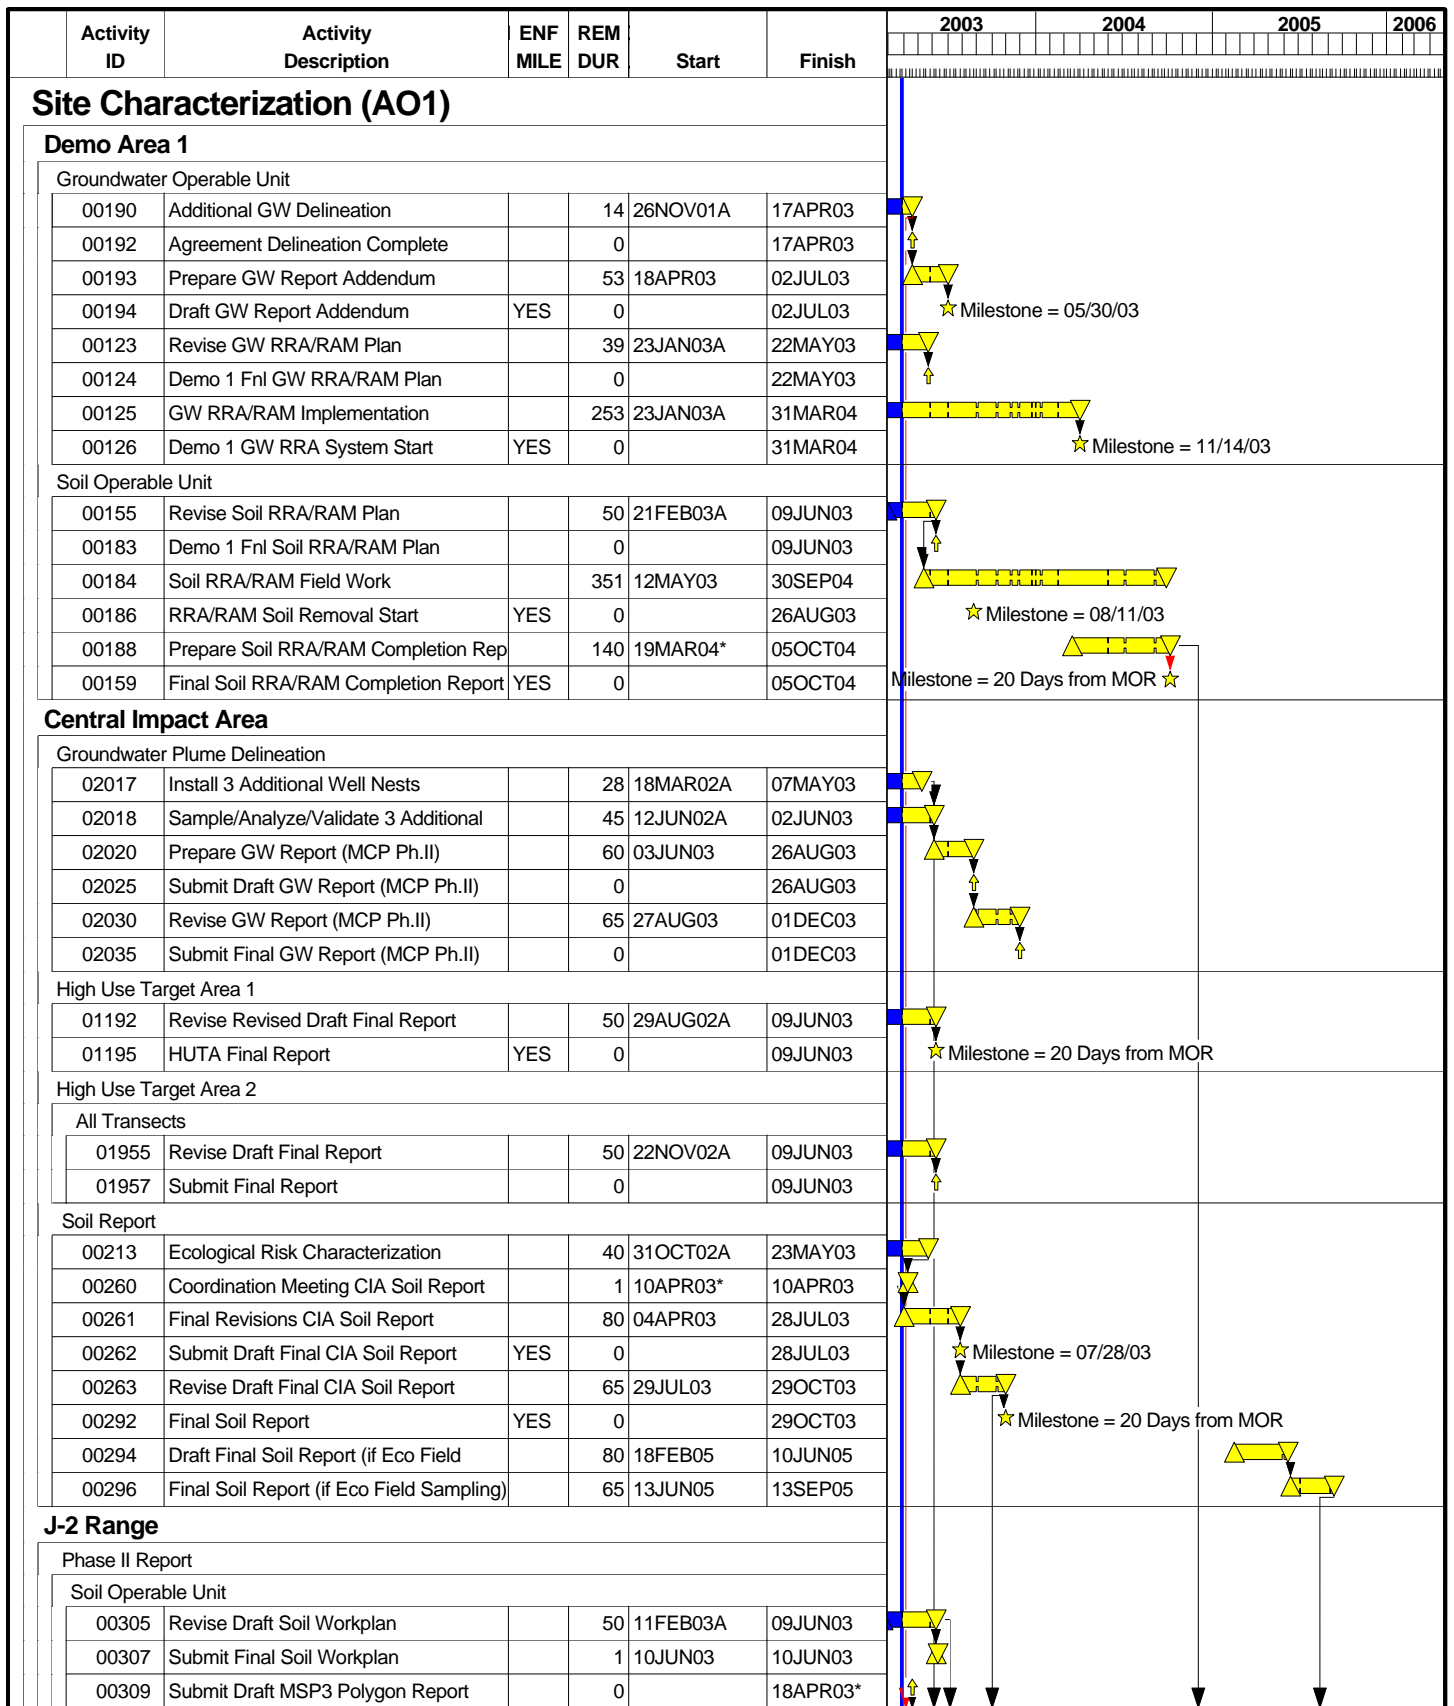 Activity ID Activity Description ENF MILE REM DUR Start Finish 2003 2004 2005 2006
Site Characterization (AO1)
Demo Area 1
Groundwater Operable Unit
00190 Additional GW Delineation 14 26NOV01A 17APR03
00192 Agreement Delineation Complete 0 17APR03
00193 Prepare GW Report Addendum 53 18APR03 02JUL03
00194 Draft GW Report Addendum YES 0 02JUL03 Milestone = 05/30/03
00123 Revise GW RRA/RAM Plan 39 23JAN03A 22MAY03
00124 Demo 1 Fnl GW RRA/RAM Plan 0 22MAY03
00125 GW RRA/RAM Implementation 253 23JAN03A 31MAR04
00126 Demo 1 GW RRA System Start YES 0 31MAR04 Milestone = 11/14/03
Soil Operable Unit
00155 Revise Soil RRA/RAM Plan 50 21FEB03A 09JUN03
00183 Demo 1 Fnl Soil RRA/RAM Plan 0 09JUN03
00184 Soil RRA/RAM Field Work 351 12MAY03 30SEP04
00186 RRA/RAM Soil Removal Start YES 0 26AUG03 Milestone = 08/11/03
00188 Prepare Soil RRA/RAM Completion Rep 140 19MAR04* 05OCT04
00159 Final Soil RRA/RAM Completion Report YES 0 05OCT04 Milestone = 20 Days from MOR
Central Impact Area
Groundwater Plume Delineation
02017 Install 3 Additional Well Nests 28 18MAR02A 07MAY03
02018 Sample/Analyze/Validate 3 Additional 45 12JUN02A 02JUN03
02020 Prepare GW Report (MCP Ph.II) 60 03JUN03 26AUG03
02025 Submit Draft GW Report (MCP Ph.II) 0 26AUG03
02030 Revise GW Report (MCP Ph.II) 65 27AUG03 01DEC03
02035 Submit Final GW Report (MCP Ph.II) 0 01DEC03
High Use Target Area 1
01192 Revise Revised Draft Final Report 50 29AUG02A 09JUN03
01195 HUTA Final Report YES 0 09JUN03 Milestone = 20 Days from MOR
High Use Target Area 2
All Transects
01955 Revise Draft Final Report 50 22NOV02A 09JUN03
01957 Submit Final Report 0 09JUN03
Soil Report
00213 Ecological Risk Characterization 40 31OCT02A 23MAY03
00260 Coordination Meeting CIA Soil Report 1 10APR03* 10APR03
00261 Final Revisions CIA Soil Report 80 04APR03 28JUL03
00262 Submit Draft Final CIA Soil Report YES 0 28JUL03 Milestone = 07/28/03
00263 Revise Draft Final CIA Soil Report 65 29JUL03 29OCT03
00292 Final Soil Report YES 0 29OCT03 Milestone = 20 Days from MOR
00294 Draft Final Soil Report (if Eco Field 80 18FEB05 10JUN05
00296 Final Soil Report (if Eco Field Sampling) 65 13JUN05 13SEP05
J-2 Range
Phase II Report
Soil Operable Unit
00305 Revise Draft Soil Workplan 50 11FEB03A 09JUN03
00307 Submit Final Soil Workplan 1 10JUN03 10JUN03
00309 Submit Draft MSP3 Polygon Report 0 18APR03*